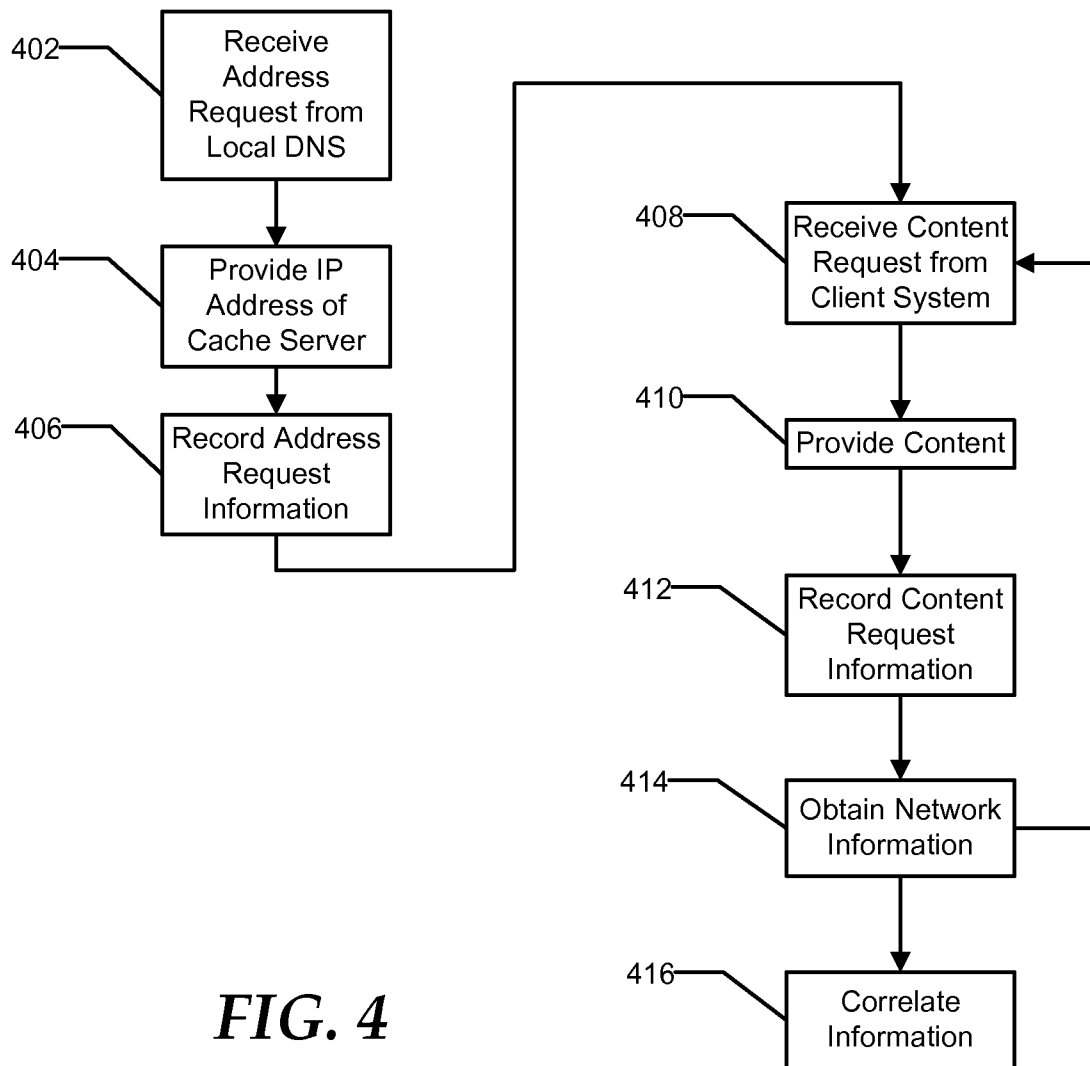 402
Receive
Address
Request from
Local DNS
404
Provide IP
Address of
Cache Server
406
Record Address
Request
Information
408
Receive Content
Request from
Client System
410
Provide Content
412
Record Content
Request
Information
414
Obtain Network
Information
416
Correlate
Information
FIG. 4